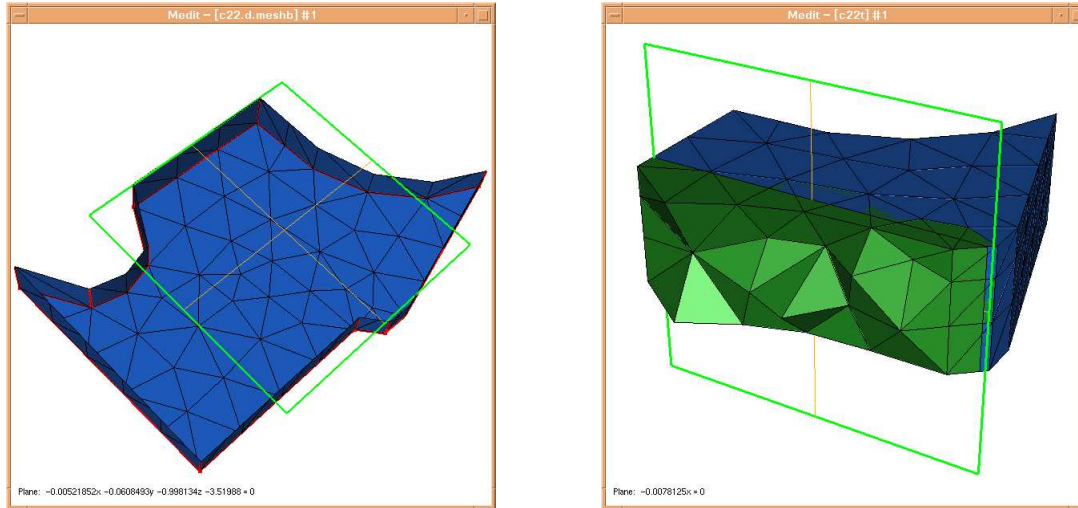 Medit – [c22.d.meshb] #1
Medit – [c22t] #1
Plane: -0.00521852x -0.0608493y -0.998134z -3.51988 = 0
Plane: -0.0078125x = 0